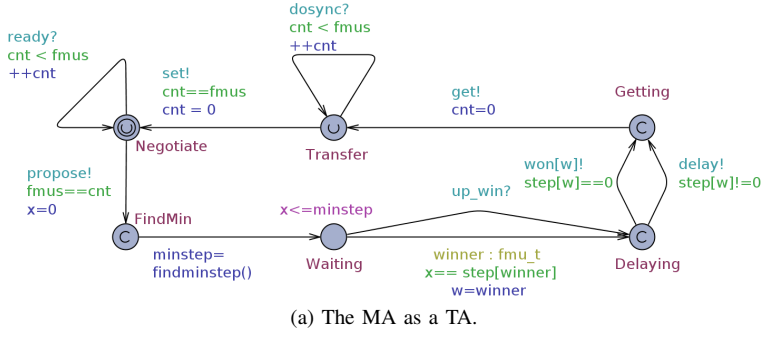 dosync?
cnt < fmus
++cnt
ready?
cnt < fmus
++cnt
set!
cnt==fmus
cnt = 0
get!
cnt=0
Getting
U
U
C
Negotiate
Transfer
propose!
fmus==cnt
x=0
won[w]!
step[w]==0
delay!
step[w]!=0
up_win?
FindMin
x<=minstep
C
C
minstep=
findminstep()
Waiting
winner : fmu_t
x== step[winner]
w=winner
Delaying
(a) The MA as a TA.